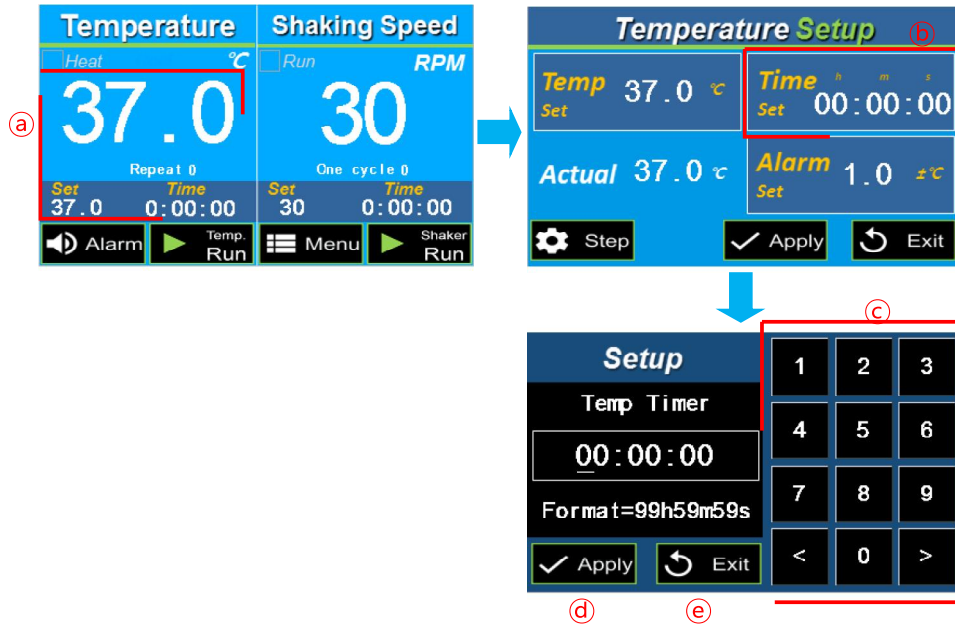 Temperature
Shaking Speed
Heat
℃
Run
RPM
ⓐ
37.0
30
Repeat 0
One cycle 0
Set
Time
Set
Time
37.0
0:00:00
30
0:00:00
Alarm
Temp.
Run
Menu
Shaker
Run
Temperature Setup
ⓑ
Temp
Set
37.0 ℃
Time
Set
h m s
00:00:00
Actual 37.0 ℃
Alarm
Set
1.0 ±℃
Step
Apply
Exit
ⓒ
Setup
Temp Timer
00:00:00
Format=99h59m59s
Apply
Exit
1 2 3
4 5 6
7 8 9
< 0 >
ⓓ
ⓔ